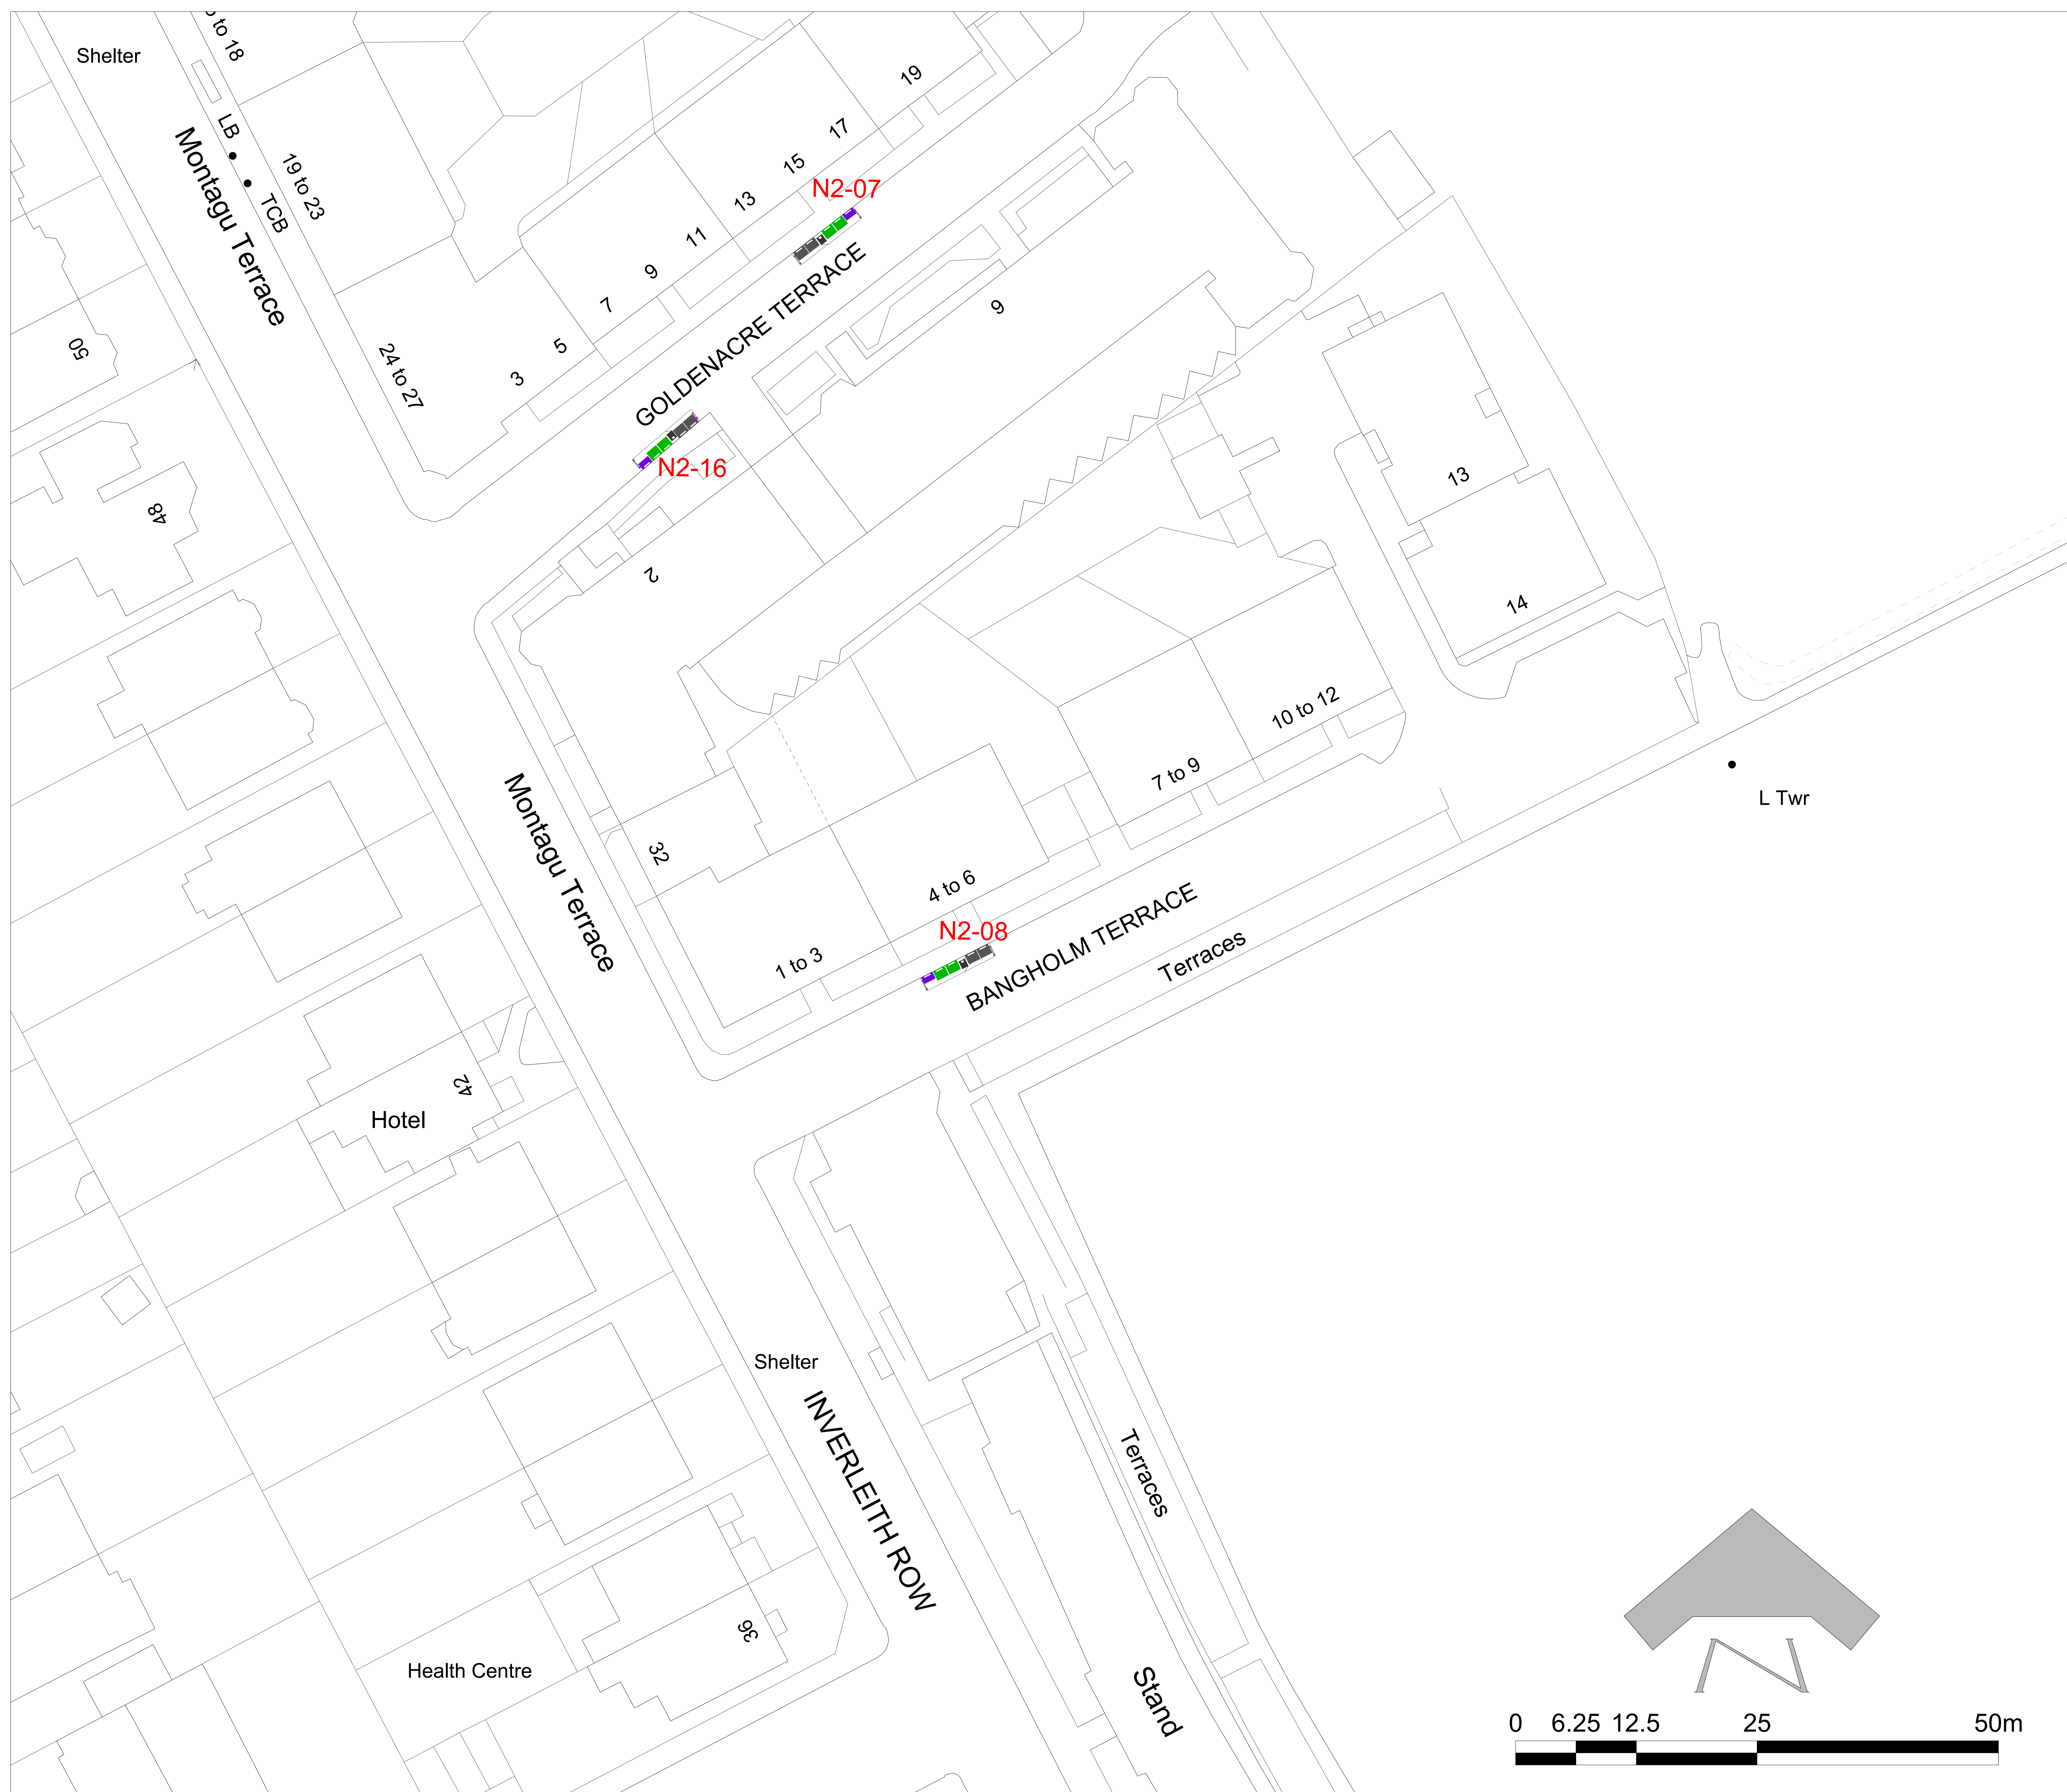 Shelter
to 18
LB
TCB
Montagu Terrace
19 to 23
24 to 27
50
48
19
17
15
13
11
9
7
5
3
N2-07
GOLDENACRE TERRACE
N2-16
9
2
13
14
10 to 12
7 to 9
4 to 6
1 to 3
32
Montagu Terrace
N2-08
BANGHOLM TERRACE
Terraces
L Twr
42
Hotel
Shelter
INVERLEITH ROW
Terraces
36
Health Centre
Stand
N
0 6.25 12.5 25 50m